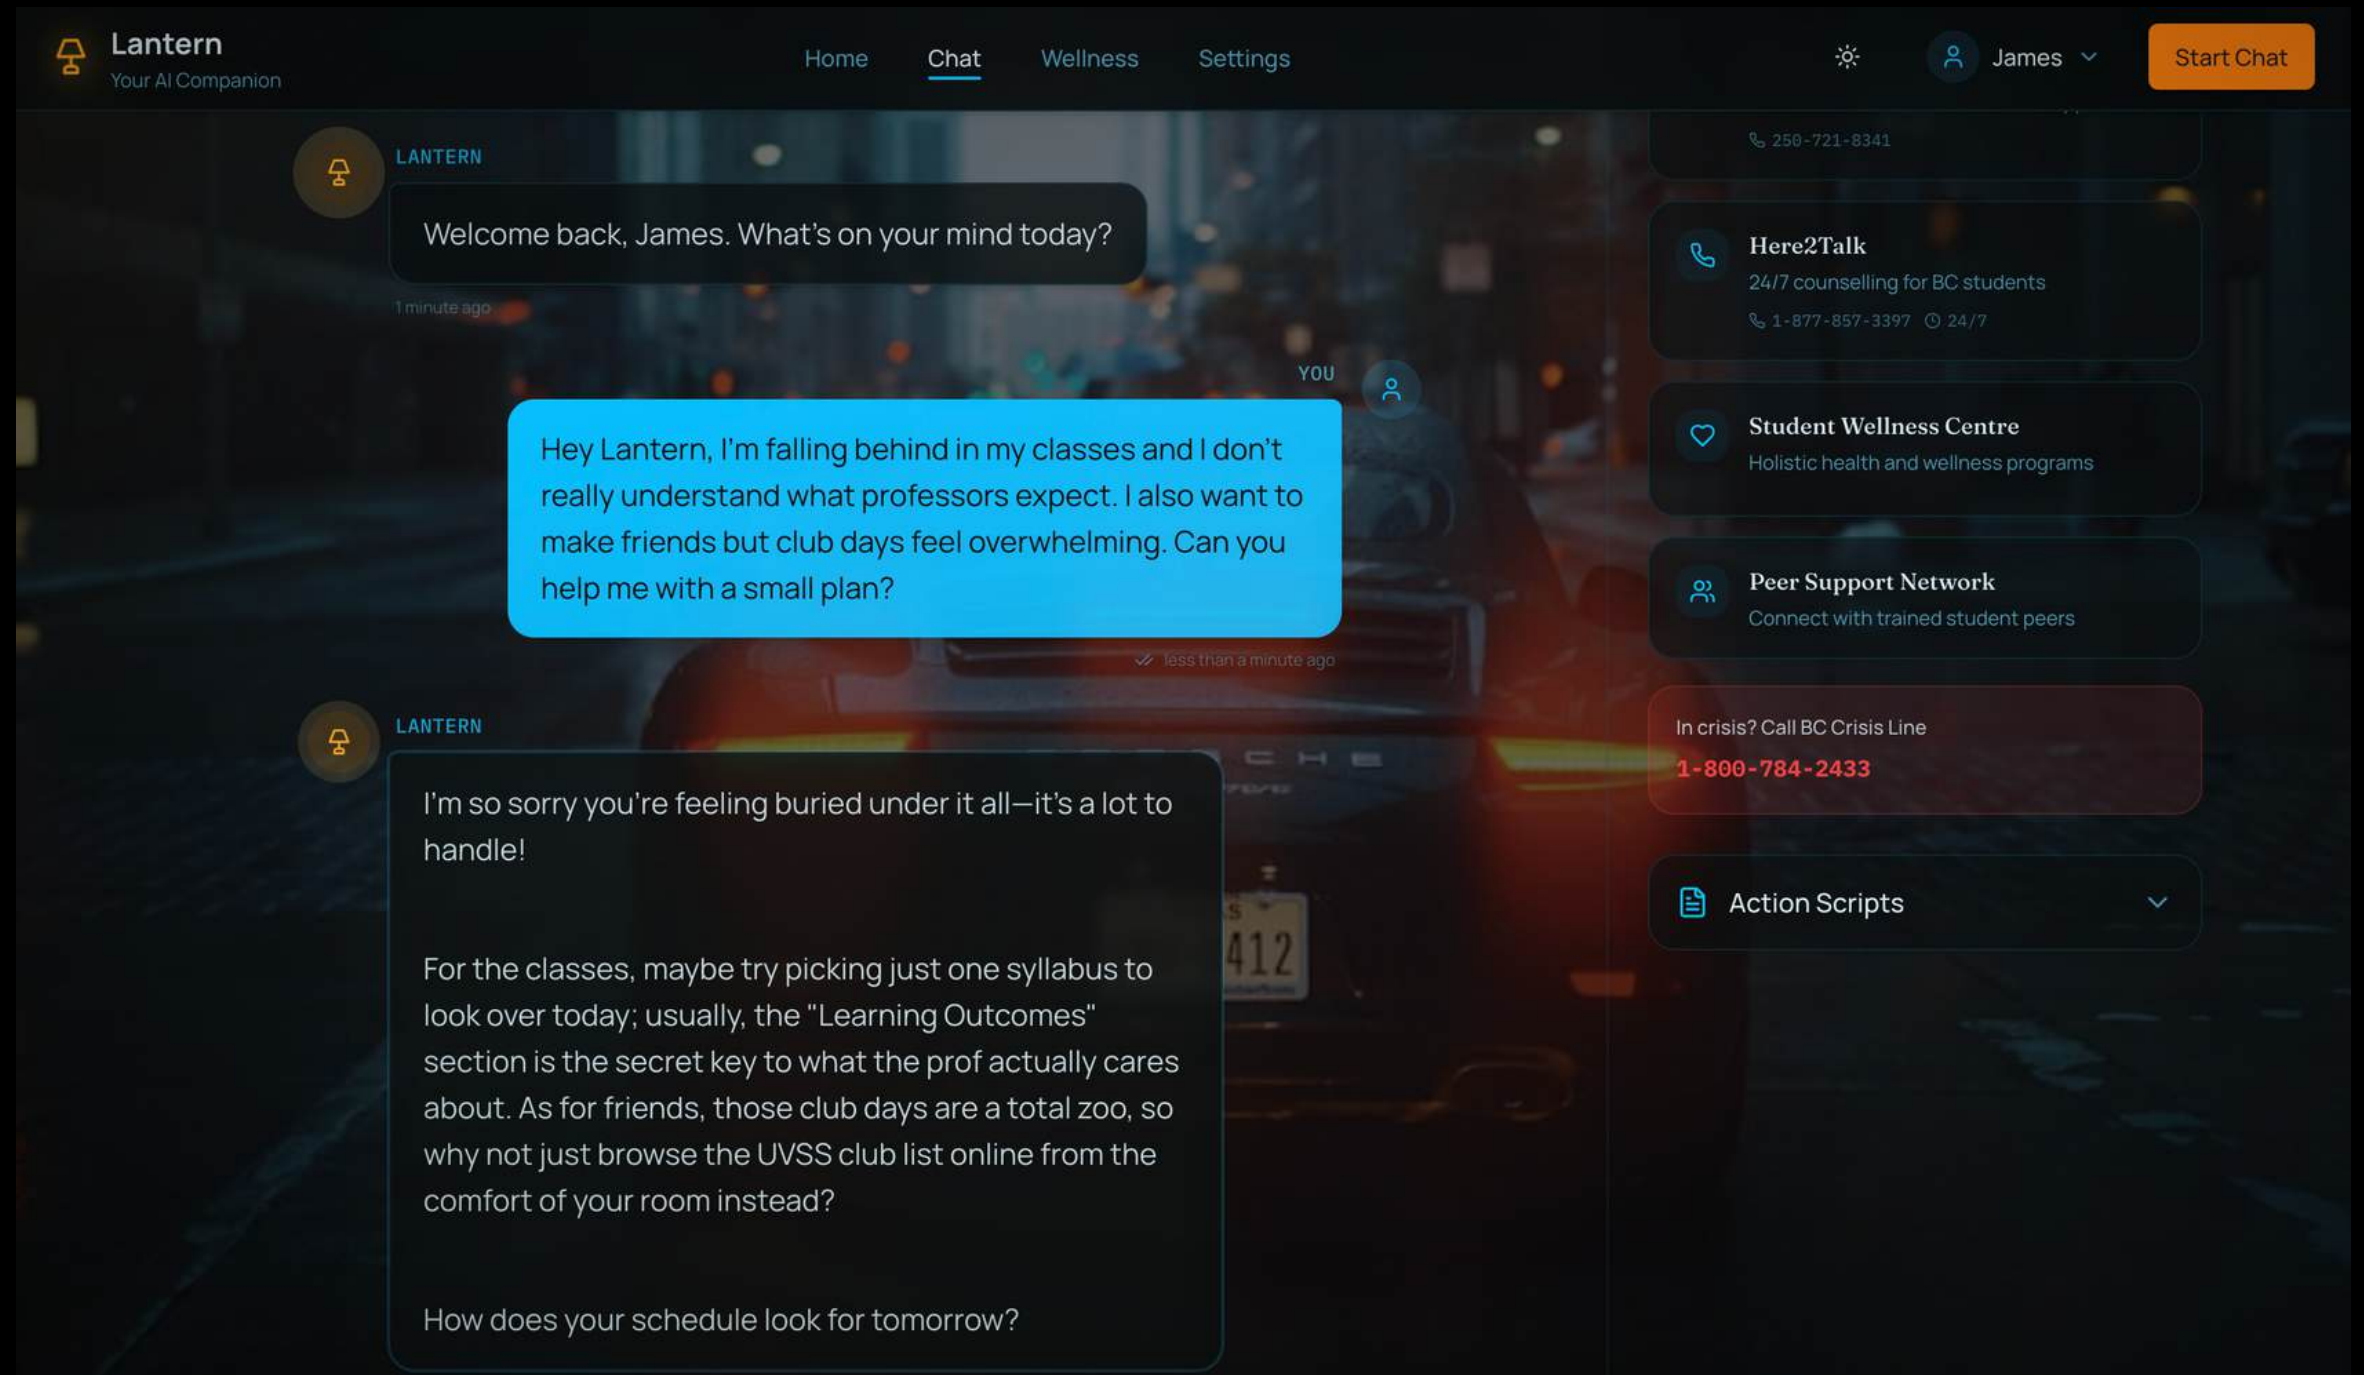 Lantern
Your AI Companion
Home
Chat
Wellness
Settings
James
Start Chat
LANTERN
Welcome back, James. What's on your mind today?
1 minute ago
YOU
Hey Lantern, I'm falling behind in my classes and I don't
really understand what professors expect. I also want to
make friends but club days feel overwhelming. Can you
help me with a small plan?
less than a minute ago
LANTERN
I'm so sorry you're feeling buried under it all—it's a lot to
handle!
For the classes, maybe try picking just one syllabus to
look over today; usually, the "Learning Outcomes"
section is the secret key to what the prof actually cares
about. As for friends, those club days are a total zoo, so
why not just browse the UVSS club list online from the
comfort of your room instead?
How does your schedule look for tomorrow?
412
250-721-8341
Here2Talk
24/7 counselling for BC students
1-877-857-3397 24/7
Student Wellness Centre
Holistic health and wellness programs
Peer Support Network
Connect with trained student peers
In crisis? Call BC Crisis Line
1-800-784-2433
Action Scripts